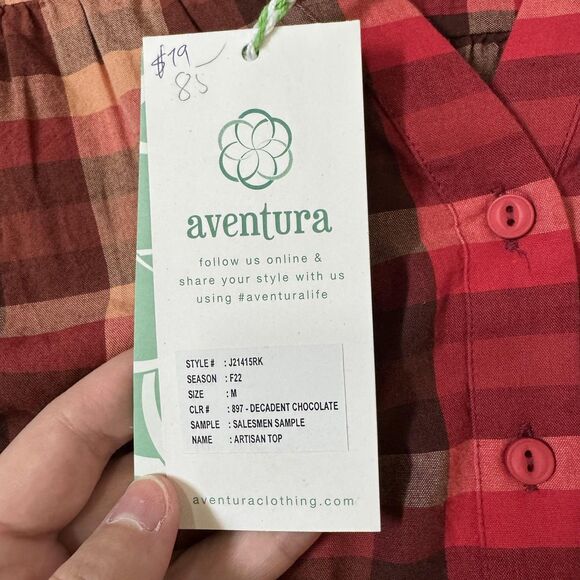 $19
85
aventura
follow us online &
share your style with us
using #aventuralife
STYLE # : J21415RK
SEASON : F22
SIZE : M
CLR # : 897 - DECADENT CHOCOLATE
SAMPLE : SALESMEN SAMPLE
NAME : ARTISAN TOP
aventuraclothing.com